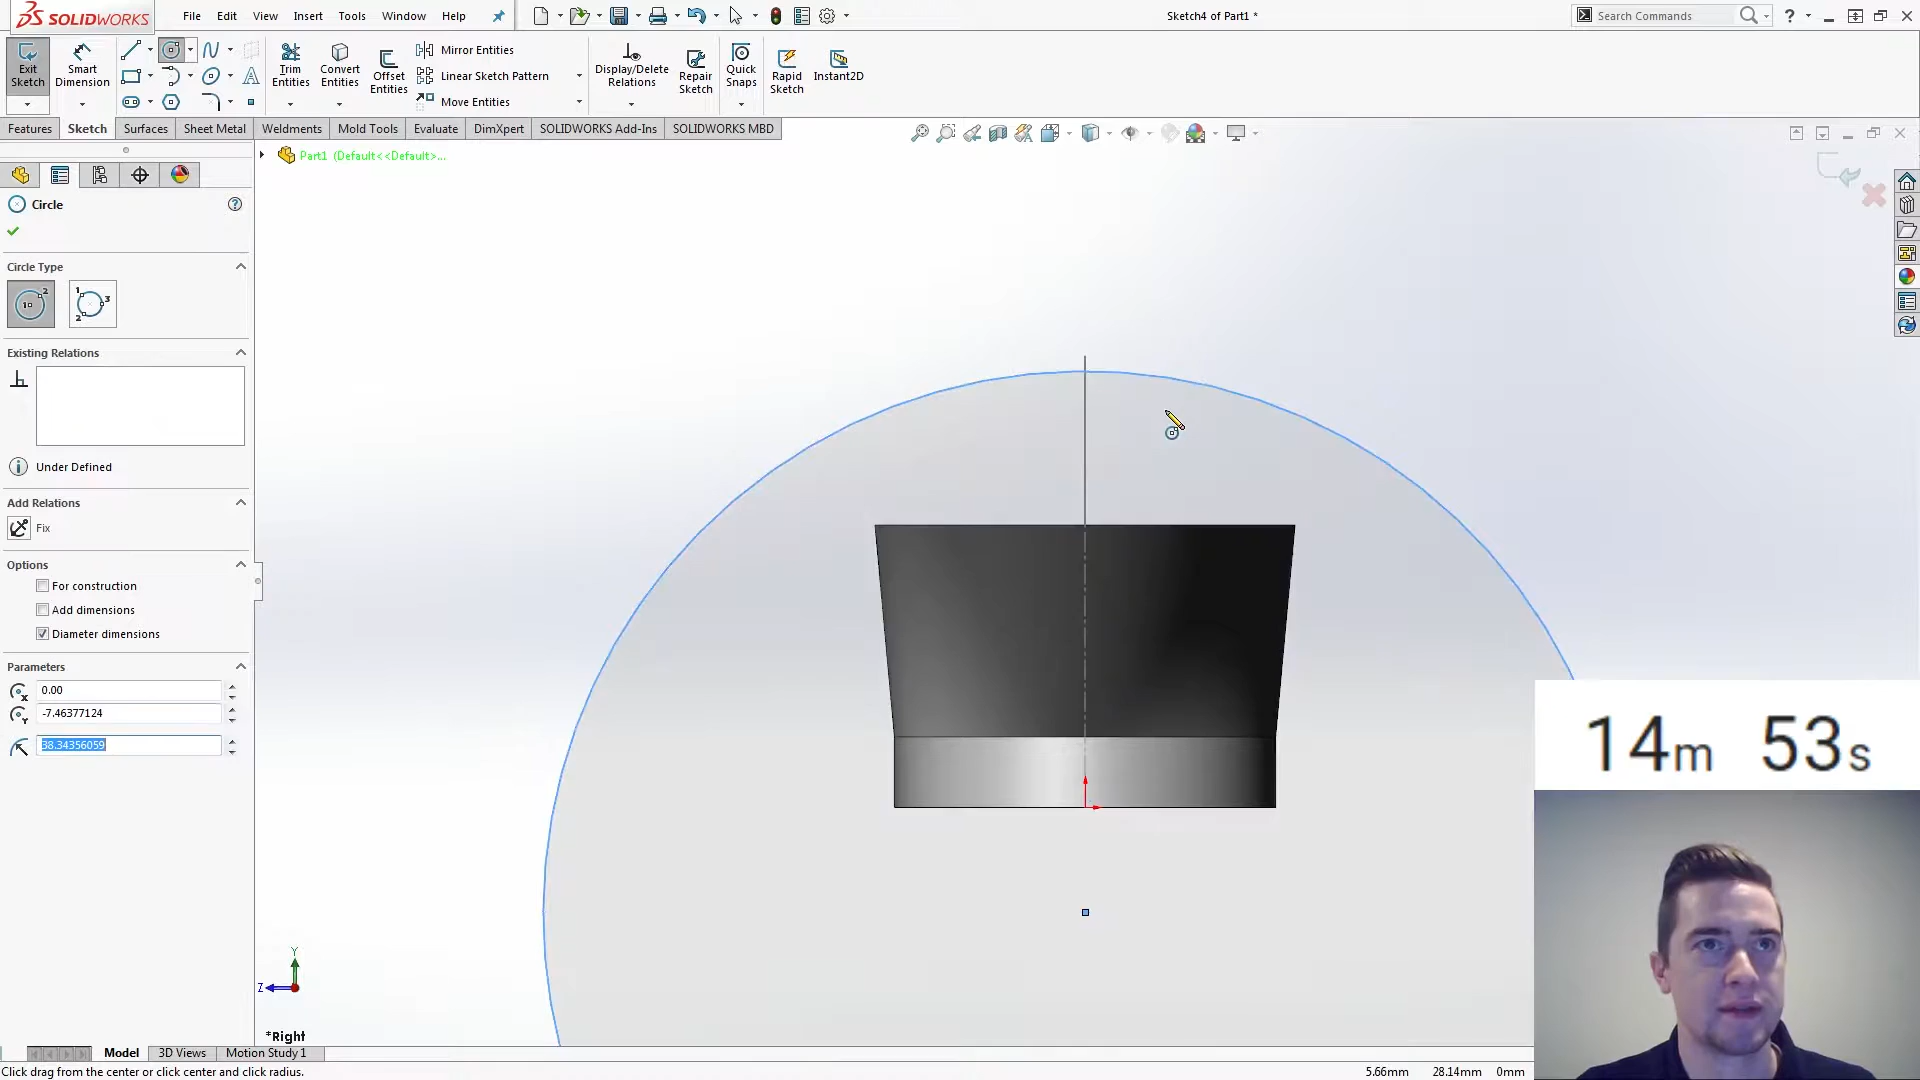 SOLIDWORKS
File Edit View Insert Tools Window Help
Sketch4 of Part1 *
Search Commands
Exit Sketch
Smart Dimension
Trim Entities
Convert Entities
Offset Entities
Mirror Entities
Linear Sketch Pattern
Move Entities
Display/Delete Relations
Repair Sketch
Quick Snaps
Rapid Sketch
Instant2D
Features Sketch Surfaces Sheet Metal Weldments Mold Tools Evaluate DimXpert SOLIDWORKS Add-Ins SOLIDWORKS MBD
Part1 (Default<<Default>...
Circle
Circle Type
Existing Relations
Under Defined
Add Relations
Fix
Options
For construction
Add dimensions
Diameter dimensions
Parameters
0.00
-7.46377124
38.34356059
14m 53s
Y
Z
*Right
Model 3D Views Motion Study 1
Click drag from the center or click center and click radius.
5.66mm 28.14mm 0mm